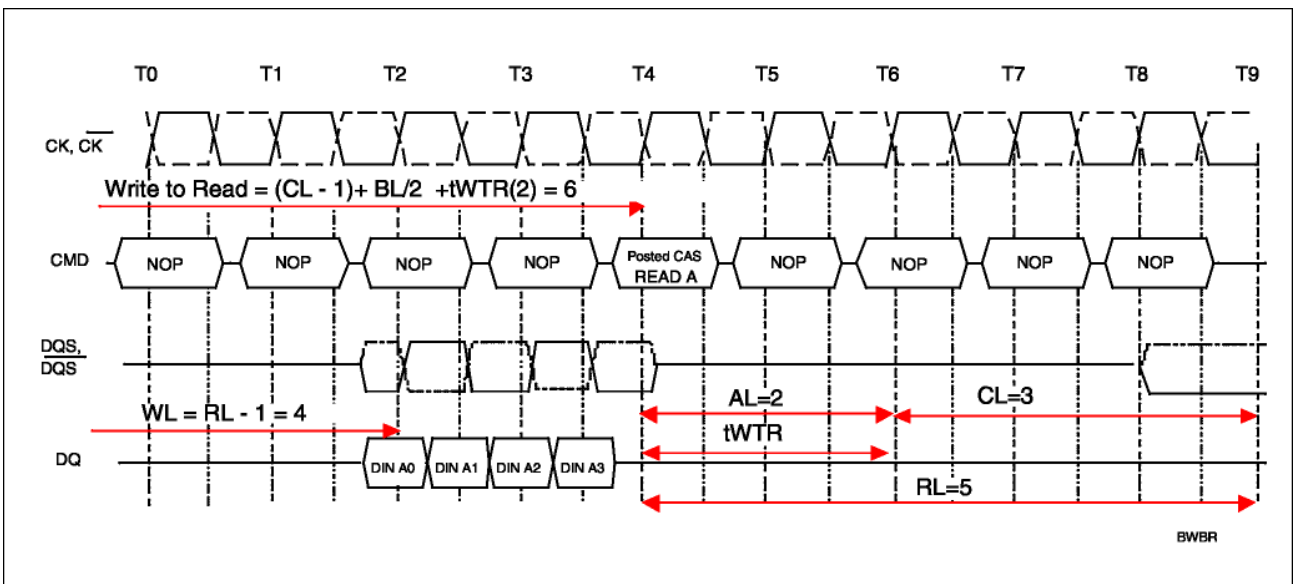 T0 T1 T2 T3 T4 T5 T6 T7 T8 T9
CK, CK
Write to Read = (CL - 1)+ BL/2 +tWTR(2) = 6
CMD NOP NOP NOP NOP Posted CAS READ A NOP NOP NOP NOP
DQS,
DQS
WL = RL - 1 = 4
AL=2 CL=3
tWTR
DQ DIN A0 DIN A1 DIN A2 DIN A3
RL=5
BWBR